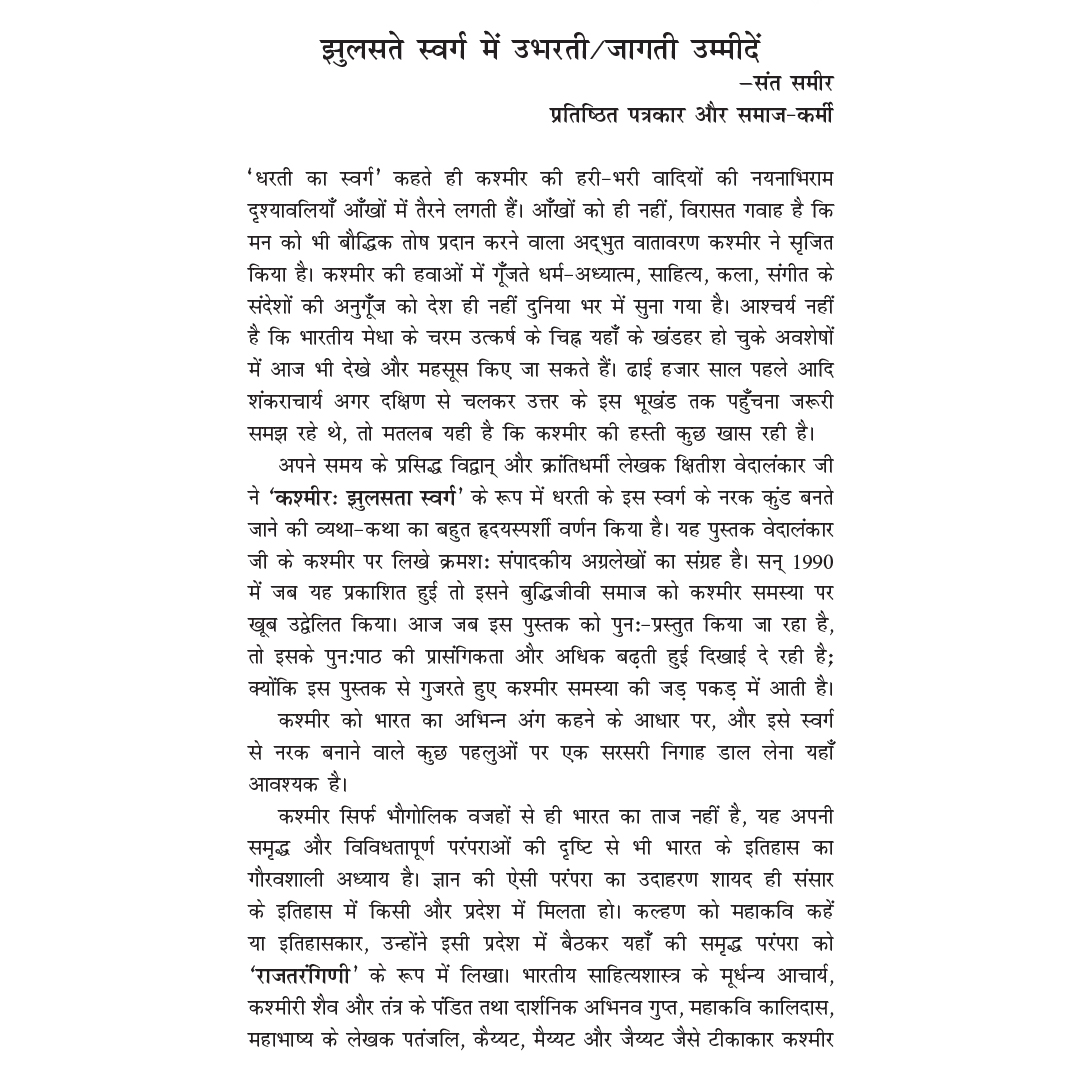 झुलसते स्वर्ग में उभरती/जागती उम्मीदें
–संत समीर
प्रतिष्ठित पत्रकार और समाज-कर्मी
‘धरती का स्वर्ग’ कहते ही कश्मीर की हरी-भरी वादियों की नयनाभिराम
दृश्यावलियाँ आँखों में तैरने लगती हैं। आँखों को ही नहीं, विरासत गवाह है कि
मन को भी बौद्धिक तोष प्रदान करने वाला अद्‌भुत वातावरण कश्मीर ने सृजित
किया है। कश्मीर की हवाओं में गूँजते धर्म-अध्यात्म, साहित्य, कला, संगीत के
संदेशों की अनुगूँज को देश ही नहीं दुनिया भर में सुना गया है। आश्चर्य नहीं
है कि भारतीय मेधा के चरम उत्कर्ष के चिह्न यहाँ के खंडहर हो चुके अवशेषों
में आज भी देखे और महसूस किए जा सकते हैं। ढाई हजार साल पहले आदि
शंकराचार्य अगर दक्षिण से चलकर उत्तर के इस भूखंड तक पहुँचना जरूरी
समझ रहे थे, तो मतलब यही है कि कश्मीर की हस्ती कुछ खास रही है।
अपने समय के प्रसिद्ध विद्वान् और क्रांतिधर्मी लेखक क्षितीश वेदालंकार जी
ने ‘कश्मीरः झुलसता स्वर्ग’ के रूप में धरती के इस स्वर्ग के नरक कुंड बनते
जाने की व्यथा-कथा का बहुत हृदयस्पर्शी वर्णन किया है। यह पुस्तक वेदालंकार
जी के कश्मीर पर लिखे क्रमशः संपादकीय अग्रलेखों का संग्रह है। सन् 1990
में जब यह प्रकाशित हुई तो इसने बुद्धिजीवी समाज को कश्मीर समस्या पर
खूब उद्वेलित किया। आज जब इस पुस्तक को पुनः-प्रस्तुत किया जा रहा है,
तो इसके पुनःपाठ की प्रासंगिकता और अधिक बढ़ती हुई दिखाई दे रही है;
क्योंकि इस पुस्तक से गुजरते हुए कश्मीर समस्या की जड़ पकड़ में आती है।
कश्मीर को भारत का अभिन्न अंग कहने के आधार पर, और इसे स्वर्ग
से नरक बनाने वाले कुछ पहलुओं पर एक सरसरी निगाह डाल लेना यहाँ
आवश्यक है।
कश्मीर सिर्फ भौगोलिक वजहों से ही भारत का ताज नहीं है, यह अपनी
समृद्ध और विविधतापूर्ण परंपराओं की दृष्टि से भी भारत के इतिहास का
गौरवशाली अध्याय है। ज्ञान की ऐसी परंपरा का उदाहरण शायद ही संसार
के इतिहास में किसी और प्रदेश में मिलता हो। कल्हण को महाकवि कहें
या इतिहासकार, उन्होंने इसी प्रदेश में बैठकर यहाँ की समृद्ध परंपरा को
‘राजतरंगिणी’ के रूप में लिखा। भारतीय साहित्यशास्त्र के मूर्धन्य आचार्य,
कश्मीरी शैव और तंत्र के पंडित तथा दार्शनिक अभिनव गुप्त, महाकवि कालिदास,
महाभाष्य के लेखक पतंजलि, कैय्यट, मैय्यट और जैय्यट जैसे टीकाकार कश्मीर